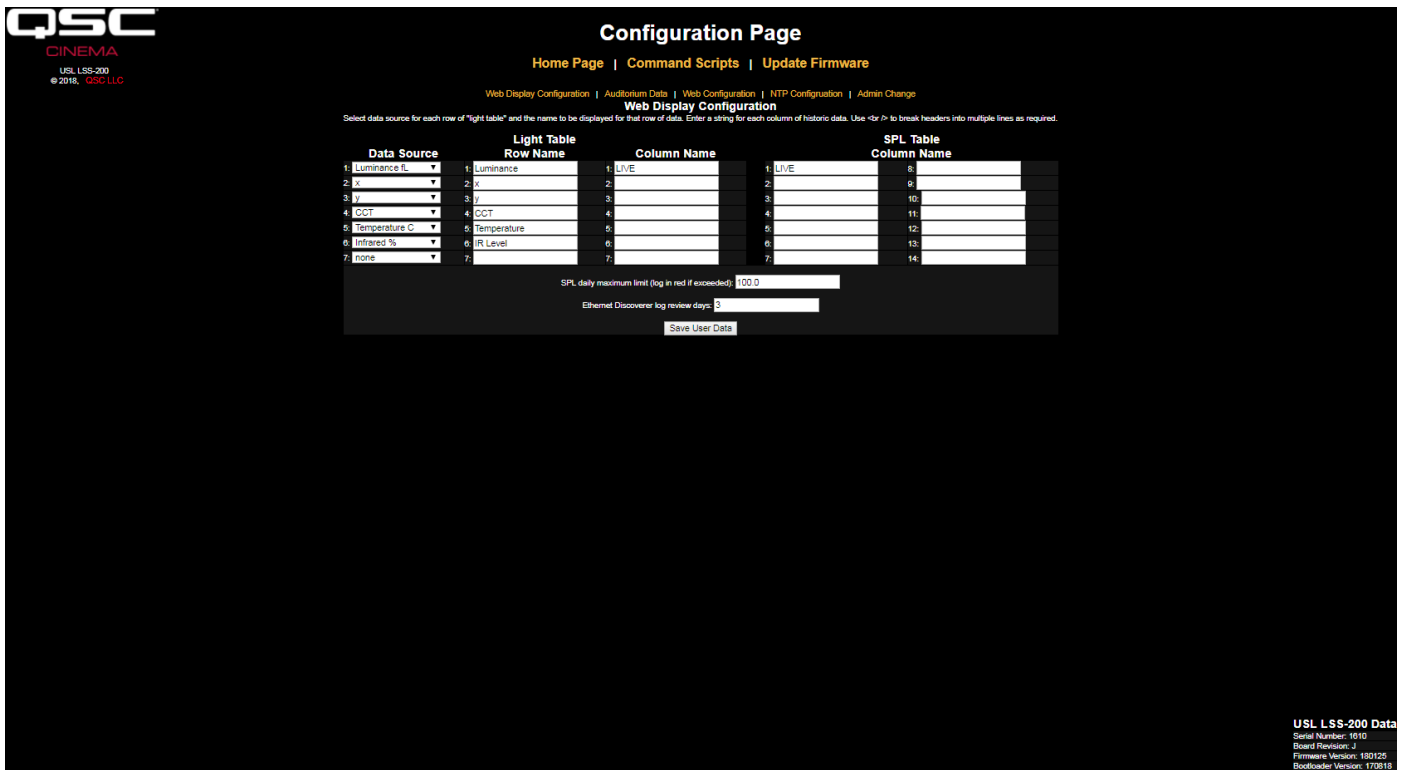 QSC
CINEMA
USL LSS-200
© 2018, QSC LLC
Configuration Page
Home Page | Command Scripts | Update Firmware
Web Display Configuration | Auditorium Data | Web Configuration | NTP Configruation | Admin Change
Web Display Configuration
Select data source for each row of "light table" and the name to be displayed for that row of data. Enter a string for each column of historic data. Use <br /> to break headers into multiple lines as required.
Light Table SPL Table
Data Source Row Name Column Name Column Name
1: Luminance fL 1: Luminance 1: LIVE 1: LIVE 8:
2: x 2: x 2: 2: 9:
3: y 3: y 3: 3: 10:
4: CCT 4: CCT 4: 4: 11:
5: Temperature C 5: Temperature 5: 5: 12:
6: Infrared % 6: IR Level 6: 6: 13:
7: none 7: 7: 7: 14:
SPL daily maximum limit (log in red if exceeded): 100.0
Ethernet Discoverer log review days: 3
Save User Data
USL LSS-200 Data
Serial Number: 1610
Board Revision: J
Firmware Version: 180125
Bootloader Version: 170818